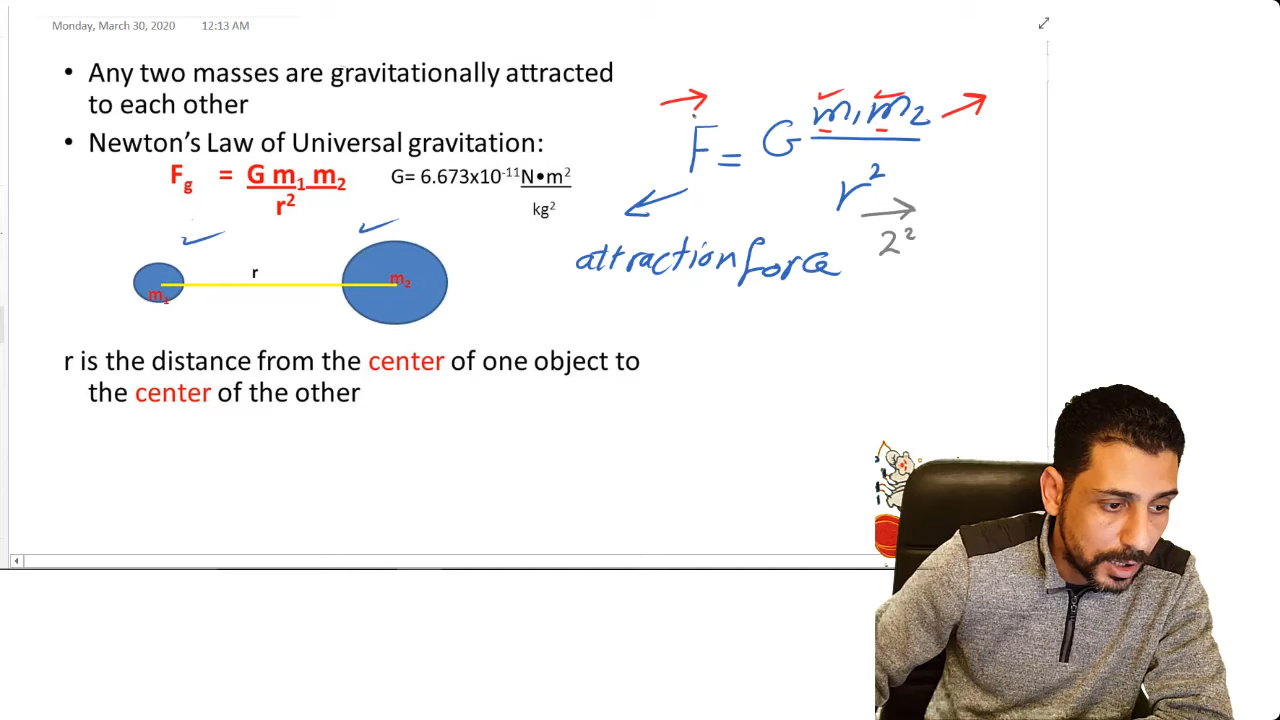 Monday, March 30, 2020 12:13 AM
• Any two masses are gravitationally attracted
to each other
• Newton's Law of Universal gravitation:
Fg = G m1 m2
r²
G= 6.673x10⁻¹¹ N•m²
kg²
F = G m1 m2
r²
2²
attraction force
r
m1
m2
r is the distance from the center of one object to
the center of the other